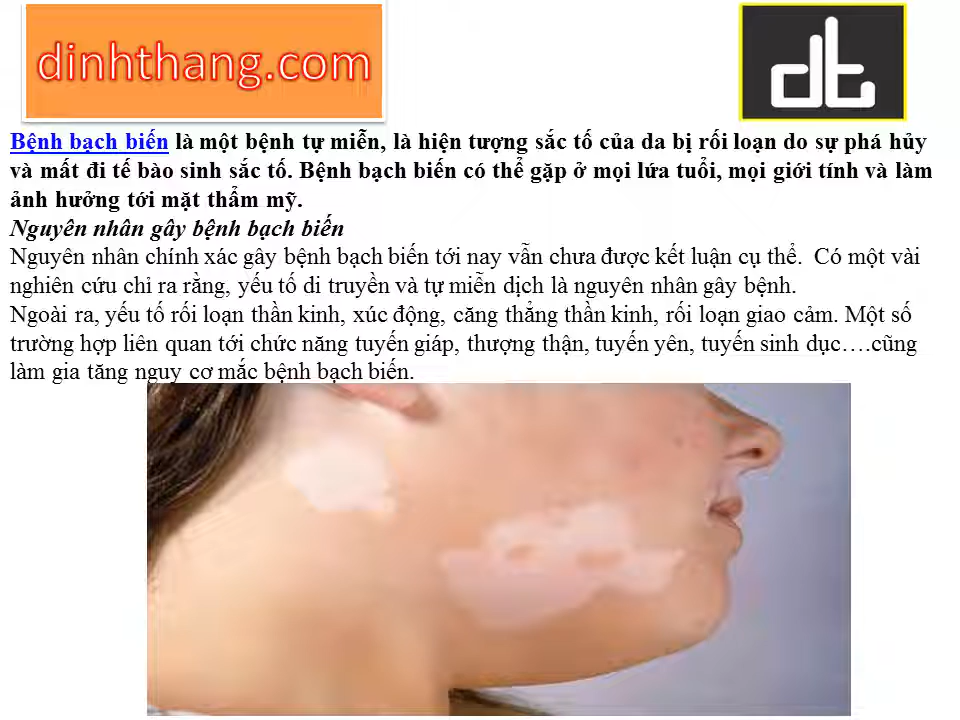 dinhthang.com
dt
Bệnh bạch biến là một bệnh tự miễn, là hiện tượng sắc tố của da bị rối loạn do sự phá hủy
và mất đi tế bào sinh sắc tố. Bệnh bạch biến có thể gặp ở mọi lứa tuổi, mọi giới tính và làm
ảnh hưởng tới mặt thẩm mỹ.
Nguyên nhân gây bệnh bạch biến
Nguyên nhân chính xác gây bệnh bạch biến tới nay vẫn chưa được kết luận cụ thể.  Có một vài
nghiên cứu chỉ ra rằng, yếu tố di truyền và tự miễn dịch là nguyên nhân gây bệnh.
Ngoài ra, yếu tố rối loạn thần kinh, xúc động, căng thẳng thần kinh, rối loạn giao cảm. Một số
trường hợp liên quan tới chức năng tuyến giáp, thượng thận, tuyến yên, tuyến sinh dục….cũng
làm gia tăng nguy cơ mắc bệnh bạch biến.